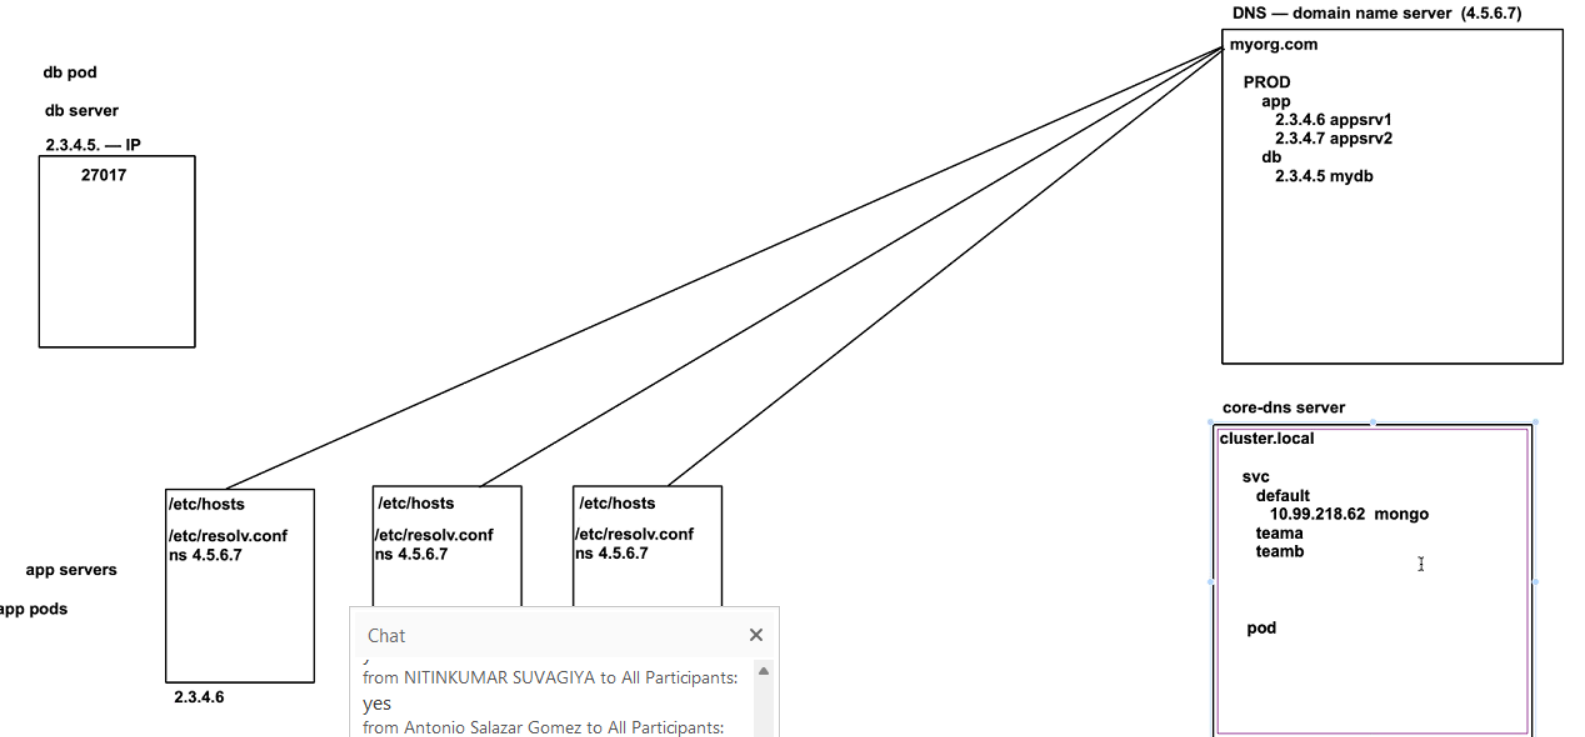 DNS — domain name server  (4.5.6.7)
myorg.com
PROD
app
2.3.4.6 appsrv1
2.3.4.7 appsrv2
db
2.3.4.5 mydb
db pod
db server
2.3.4.5. — IP
27017
core-dns server
cluster.local
svc
default
10.99.218.62  mongo
teama
teamb
pod
/etc/hosts
/etc/resolv.conf
ns 4.5.6.7
/etc/hosts
/etc/resolv.conf
ns 4.5.6.7
/etc/hosts
/etc/resolv.conf
ns 4.5.6.7
app servers
app pods
2.3.4.6
Chat
from NITINKUMAR SUVAGIYA to All Participants:
yes
from Antonio Salazar Gomez to All Participants: